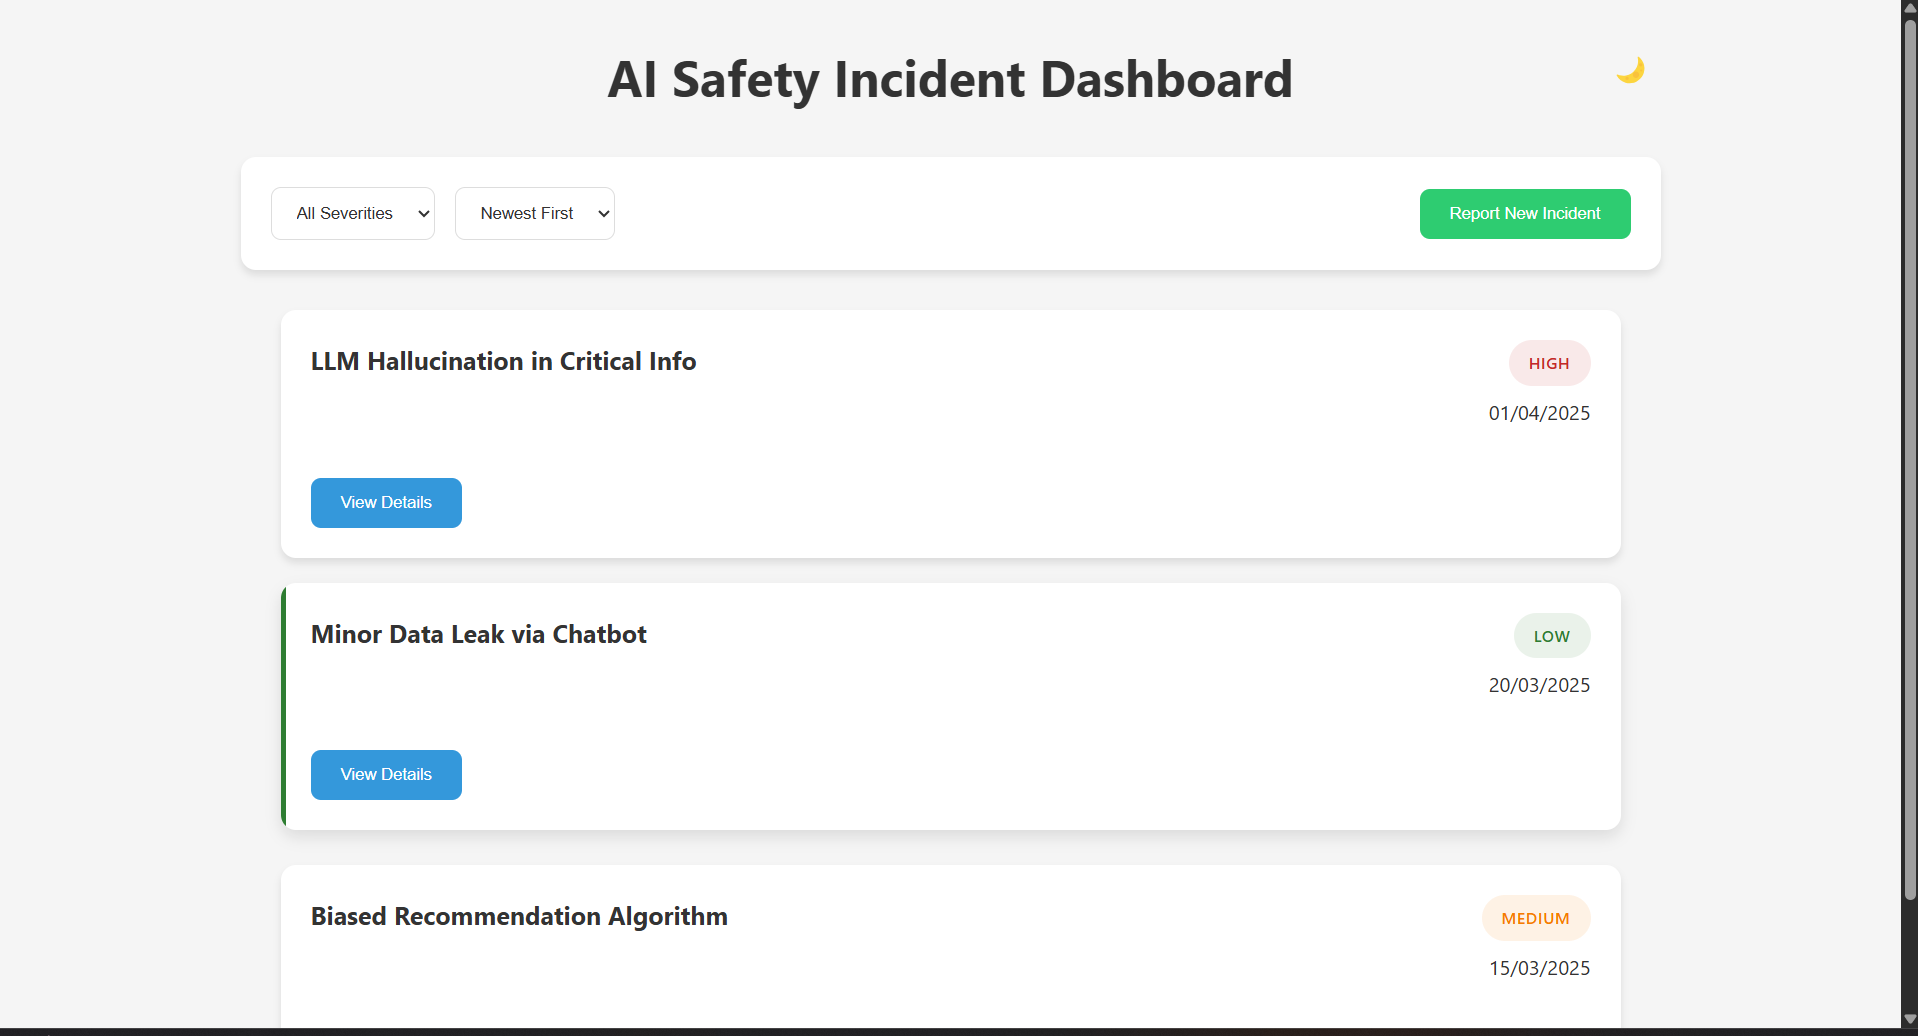 AI Safety Incident Dashboard
All Severities
Newest First
Report New Incident
LLM Hallucination in Critical Info
HIGH
01/04/2025
View Details
Minor Data Leak via Chatbot
LOW
20/03/2025
View Details
Biased Recommendation Algorithm
MEDIUM
15/03/2025